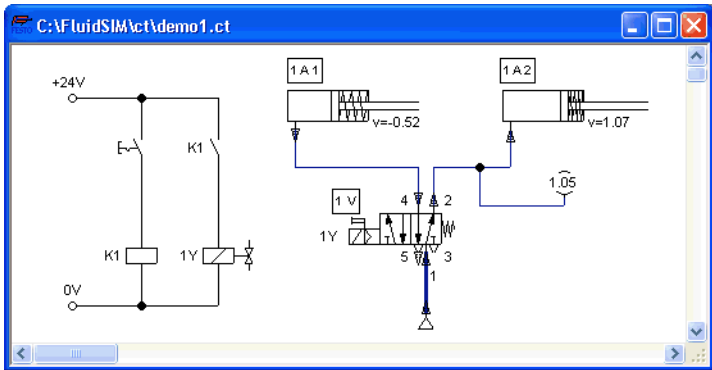 FESTO
C:\FluidSIM\ct\demo1.ct
1A1
1A2
+24V
v=-0.52
v=1.07
K1
1.05
1V
4
2
1Y
K1
1Y
5
3
1
0V